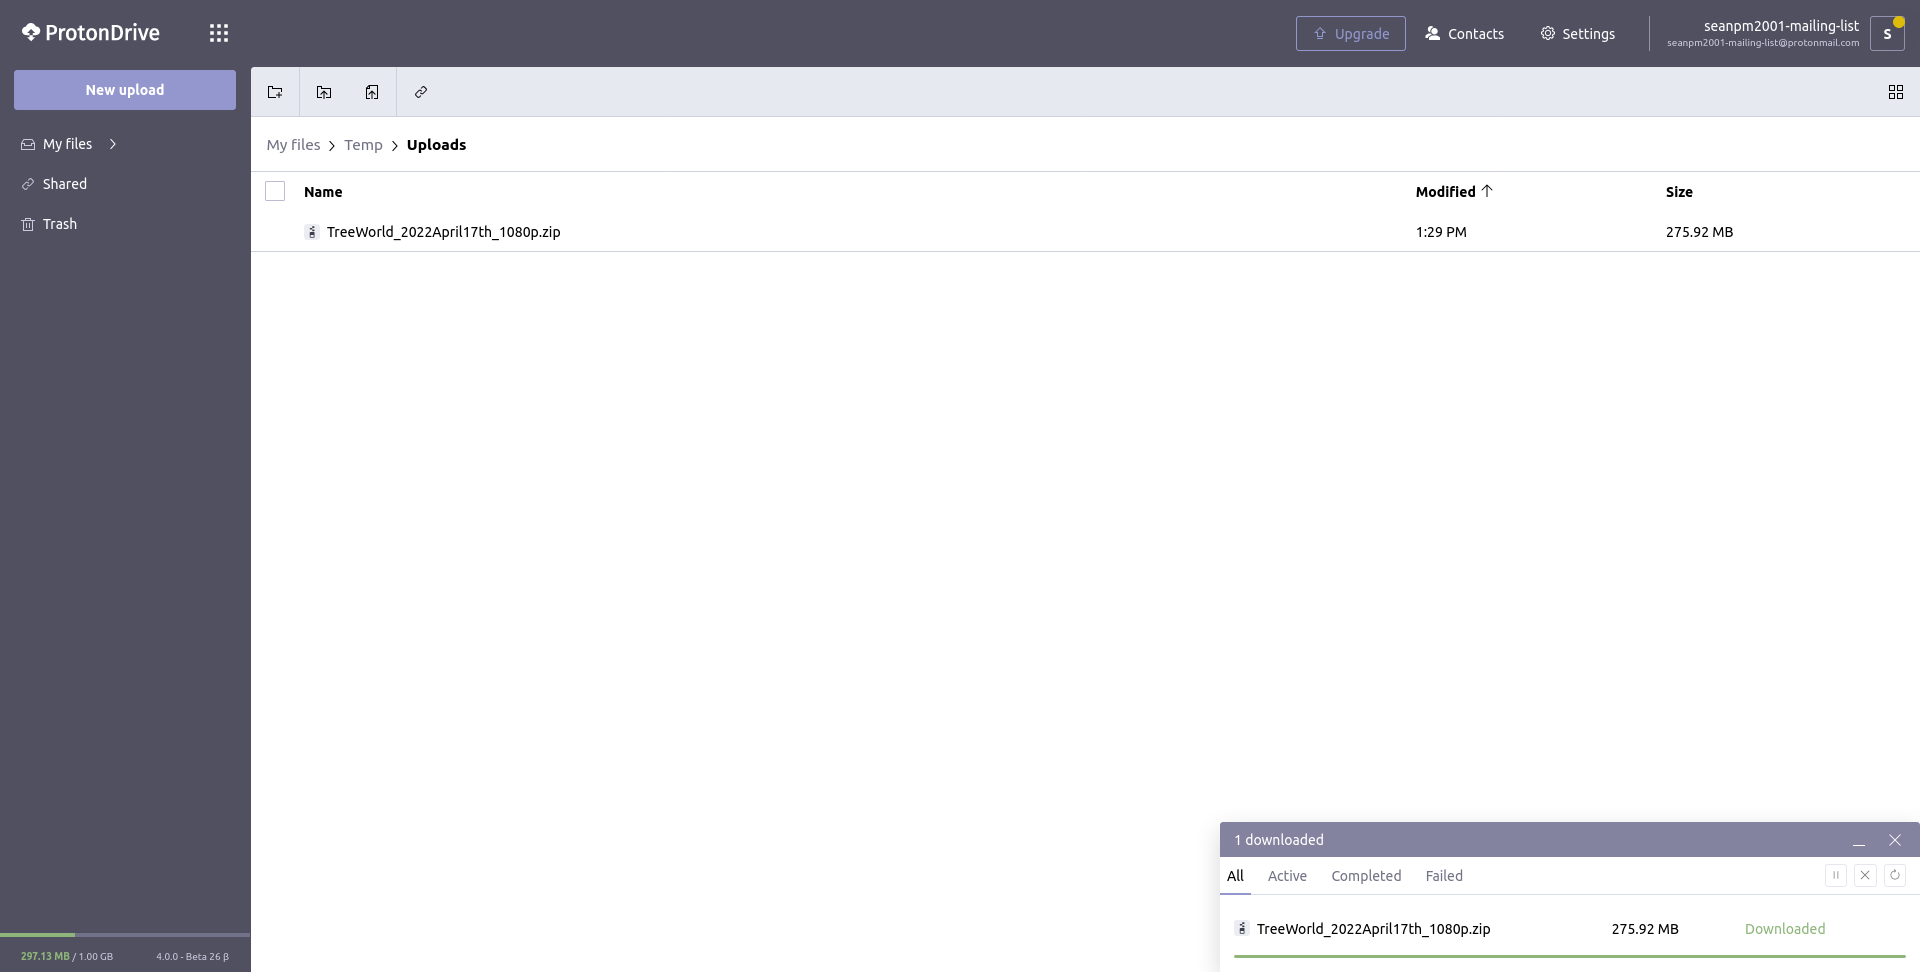 ProtonDrive
Upgrade
Contacts
Settings
seanpm2001-mailing-list
seanpm2001-mailing-list@protonmail.com
S
New upload
My files
Shared
Trash
My files > Temp > Uploads
Name Modified Size
TreeWorld_2022April17th_1080p.zip 1:29 PM 275.92 MB
1 downloaded
All Active Completed Failed
TreeWorld_2022April17th_1080p.zip 275.92 MB Downloaded
297.13 MB / 1.00 GB 4.0.0 - Beta 26 β